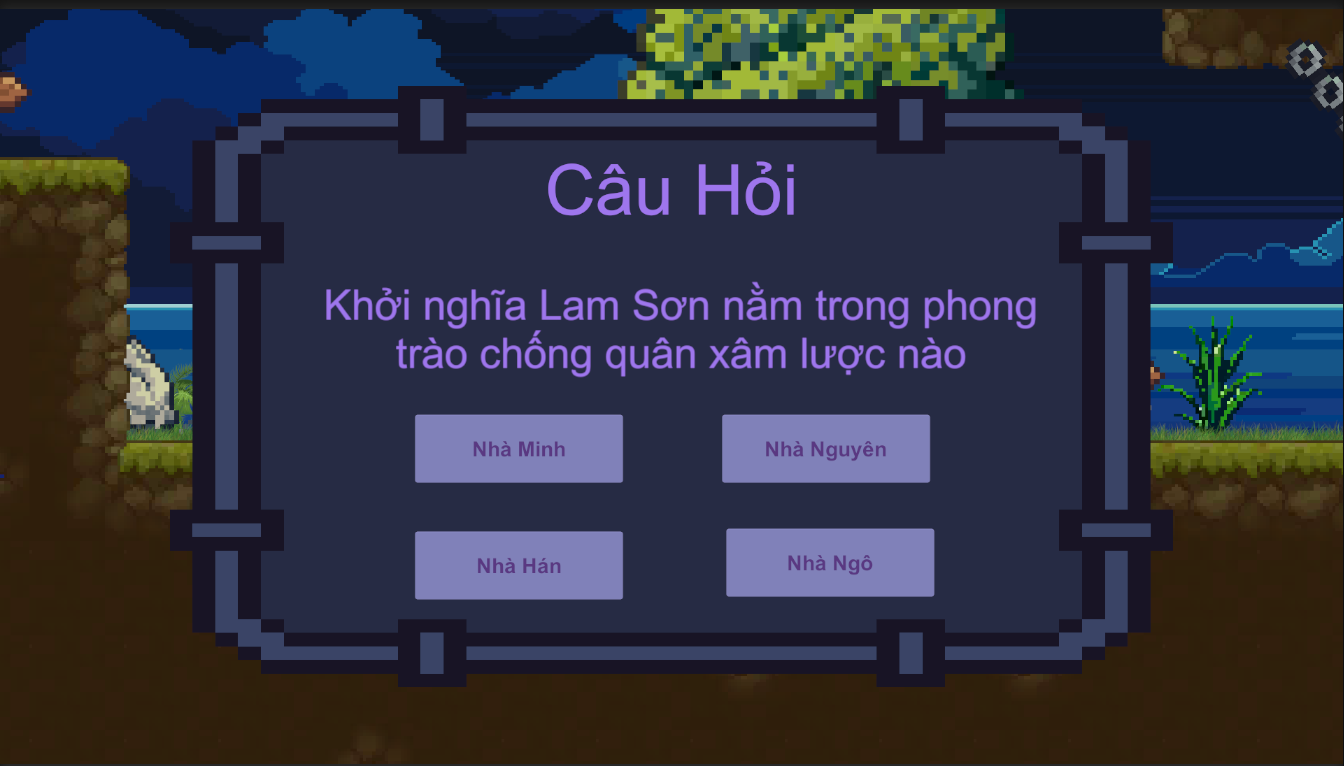 Câu Hỏi
Khởi nghĩa Lam Sơn nằm trong phong
trào chống quân xâm lược nào
Nhà Minh
Nhà Nguyên
Nhà Hán
Nhà Ngô